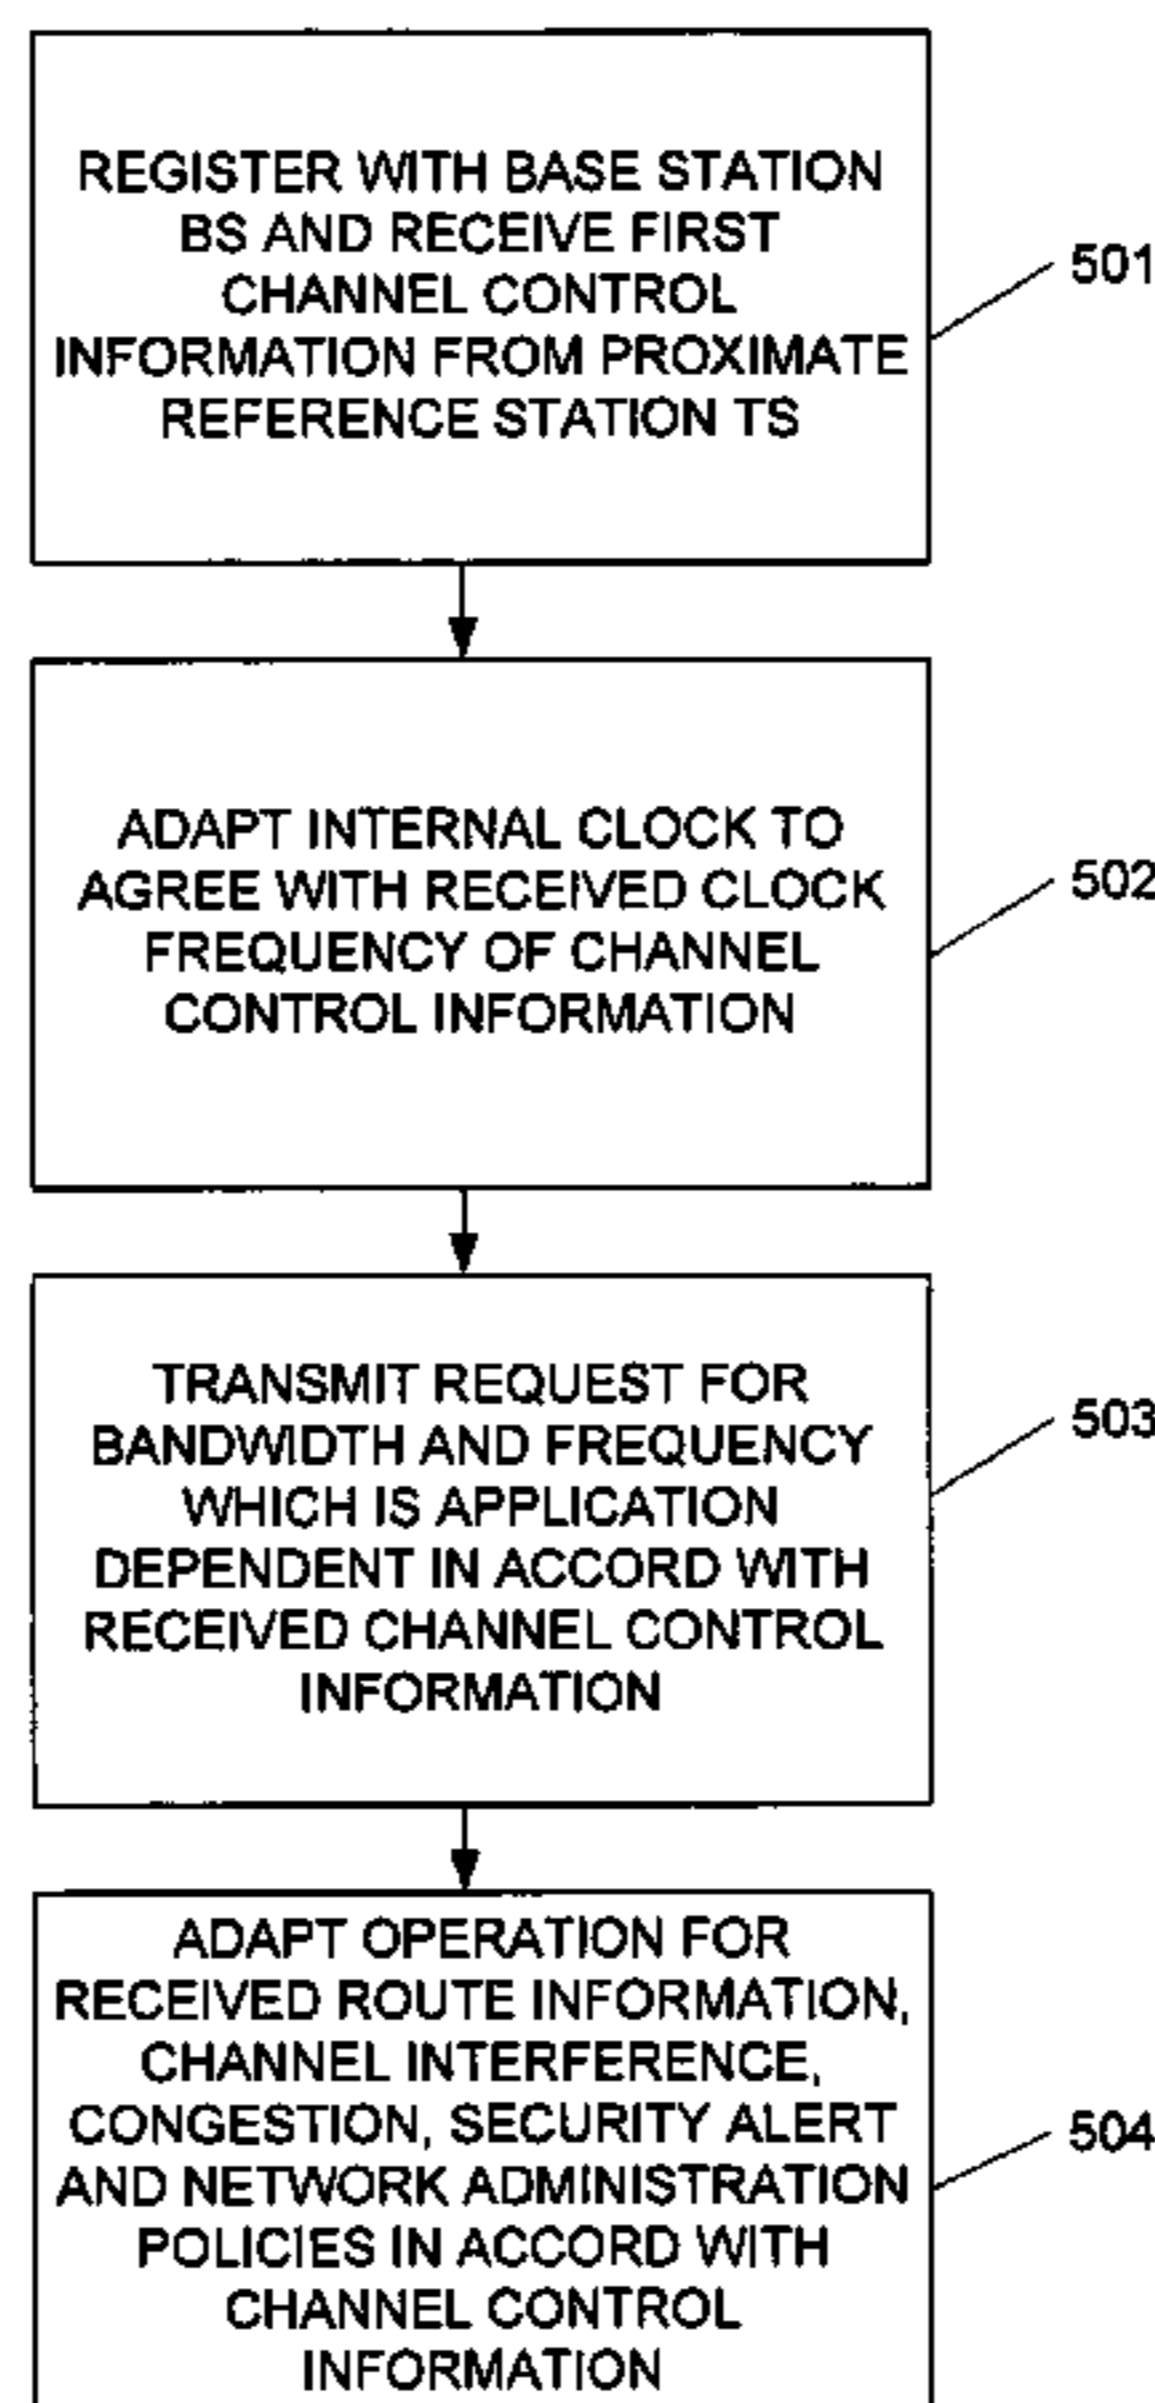 REGISTER WITH BASE STATION
BS AND RECEIVE FIRST
CHANNEL CONTROL
INFORMATION FROM PROXIMATE
REFERENCE STATION TS
501
ADAPT INTERNAL CLOCK TO
AGREE WITH RECEIVED CLOCK
FREQUENCY OF CHANNEL
CONTROL INFORMATION
502
TRANSMIT REQUEST FOR
BANDWIDTH AND FREQUENCY
WHICH IS APPLICATION
DEPENDENT IN ACCORD WITH
RECEIVED CHANNEL CONTROL
INFORMATION
503
ADAPT OPERATION FOR
RECEIVED ROUTE INFORMATION,
CHANNEL INTERFERENCE,
CONGESTION, SECURITY ALERT
AND NETWORK ADMINISTRATION
POLICIES IN ACCORD WITH
CHANNEL CONTROL
INFORMATION
504